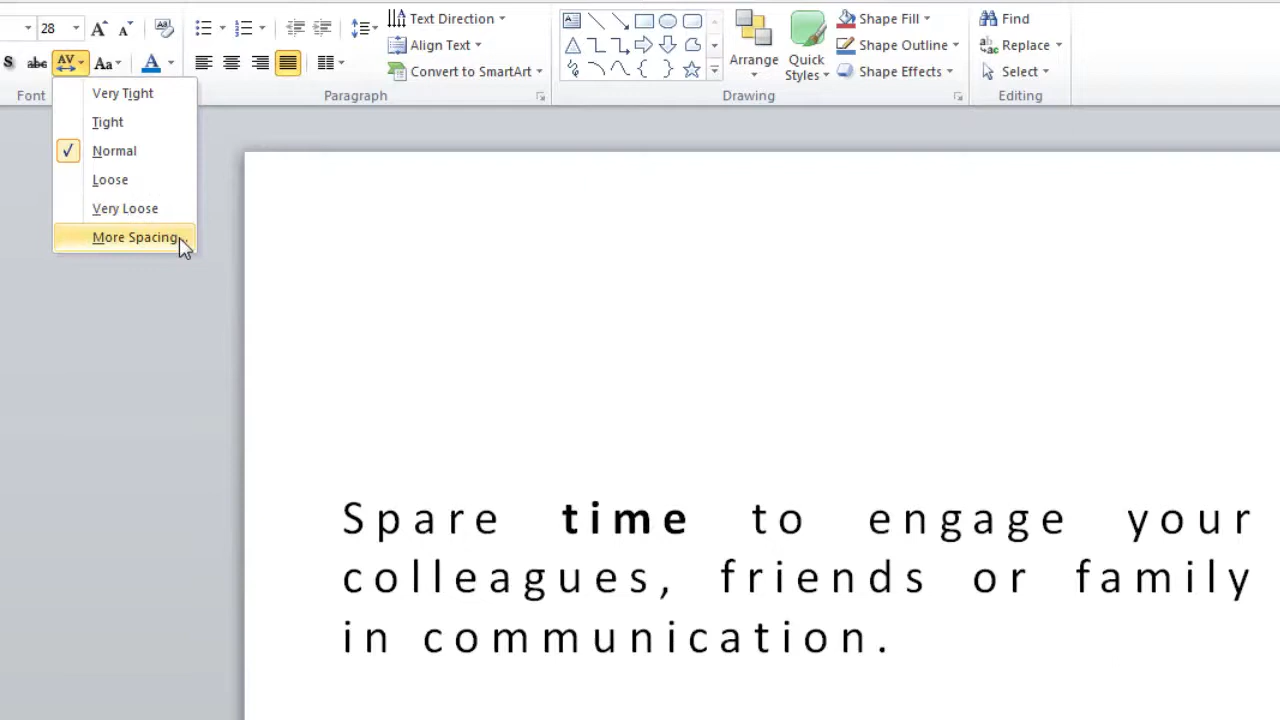 28
Text Direction
Align Text
Convert to SmartArt
Arrange
Quick Styles
Shape Fill
Shape Outline
Shape Effects
Find
Replace
Select
S abc AV Aa A
Font
Paragraph
Drawing
Editing
Very Tight
Tight
Normal
Loose
Very Loose
More Spacing...
Spare time to engage your
colleagues, friends or family
in communication.